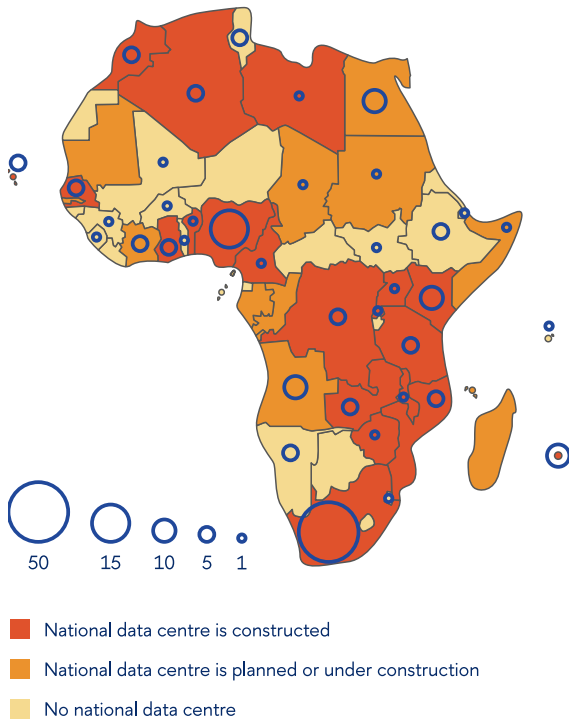 50 15 10 5 1
National data centre is constructed
National data centre is planned or under construction
No national data centre